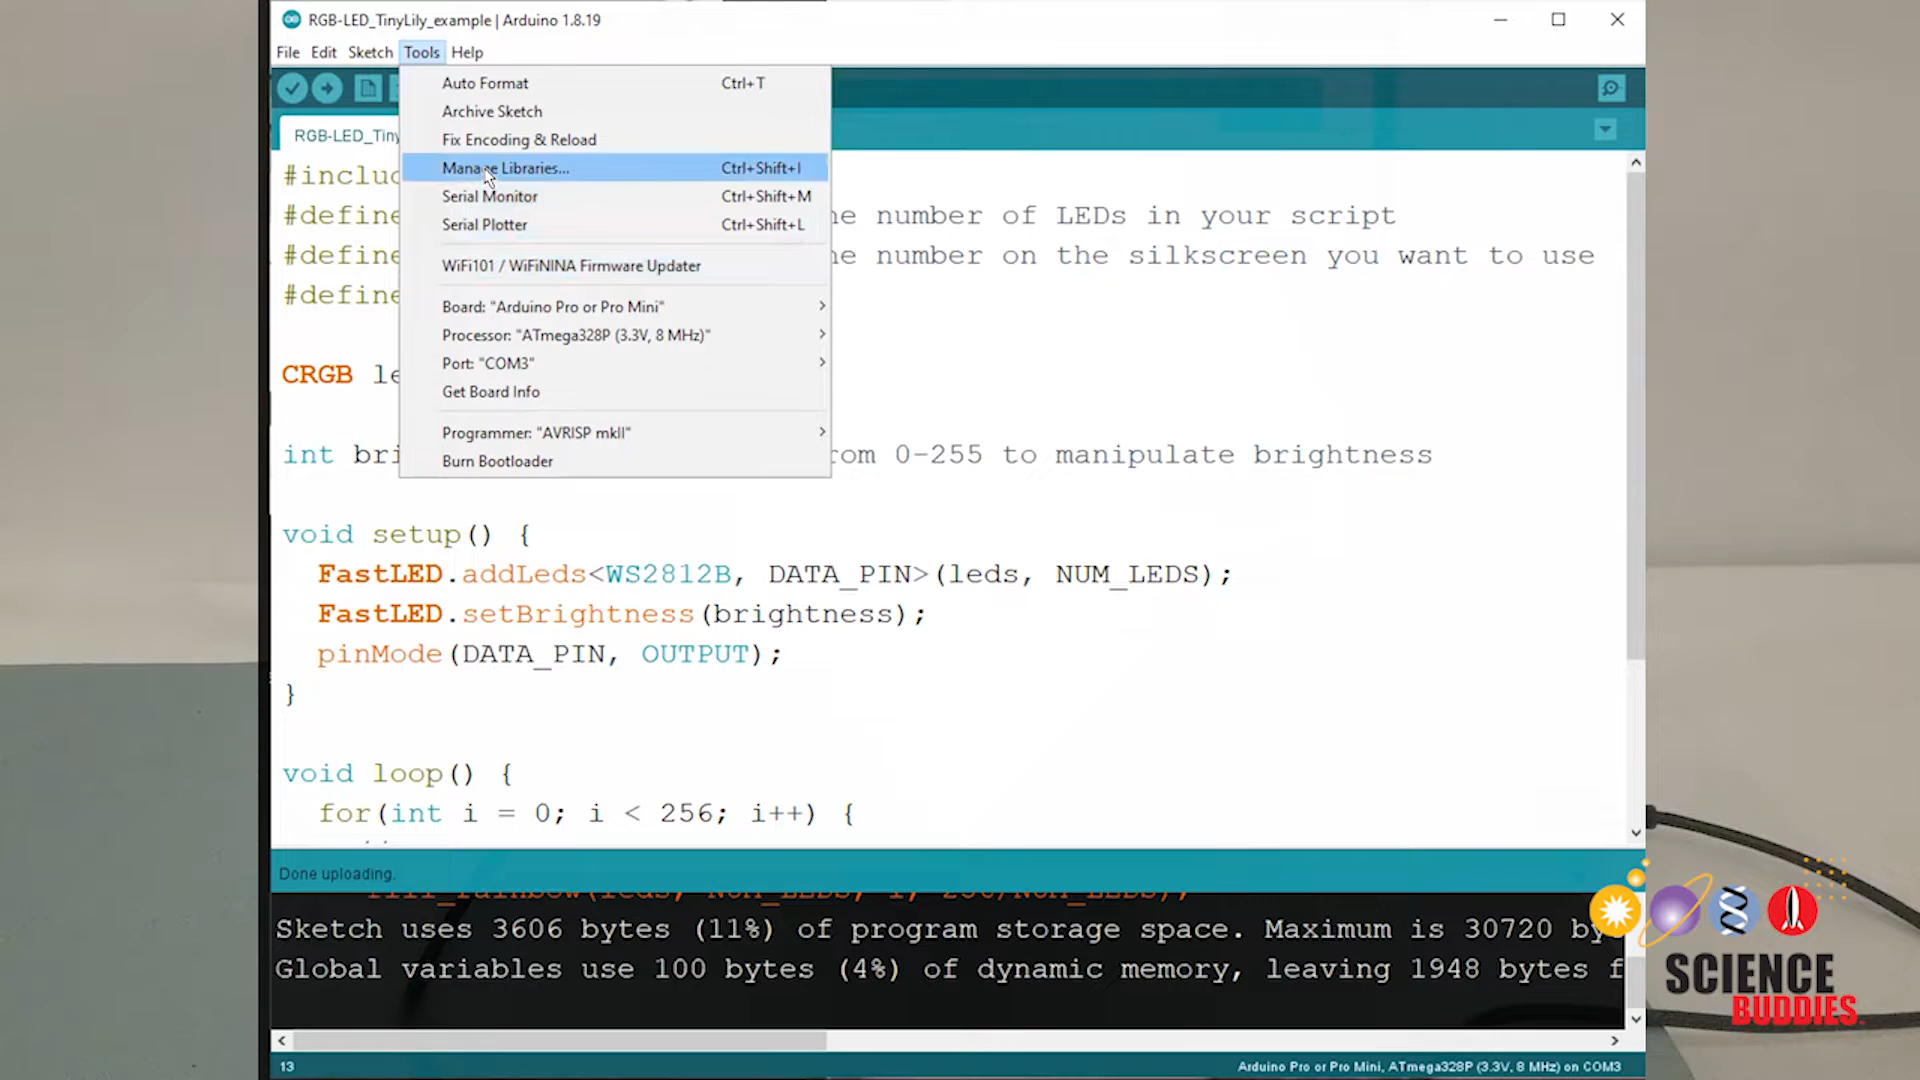 RGB-LED_TinyLily_example | Arduino 1.8.19
File Edit Sketch Tools Help
Auto Format Ctrl+T
Archive Sketch
Fix Encoding & Reload
Manage Libraries... Ctrl+Shift+I
Serial Monitor Ctrl+Shift+M
Serial Plotter Ctrl+Shift+L
WiFi101 / WiFiNINA Firmware Updater
Board: "Arduino Pro or Pro Mini"
Processor: "ATmega328P (3.3V, 8 MHz)"
Port: "COM3"
Get Board Info
Programmer: "AVRISP mkII"
Burn Bootloader
RGB-LED_Tiny
#includ
#define he number of LEDs in your script
#define he number on the silkscreen you want to use
#define
CRGB le
int bri rom 0-255 to manipulate brightness
void setup() {
FastLED.addLeds<WS2812B, DATA_PIN>(leds, NUM_LEDS);
FastLED.setBrightness(brightness);
pinMode(DATA_PIN, OUTPUT);
}
void loop() {
for(int i = 0; i < 256; i++) {
Done uploading.
fill_rainbow(leds, NUM_LEDS, i, 256/NUM_LEDS);
Sketch uses 3606 bytes (11%) of program storage space. Maximum is 30720 by
Global variables use 100 bytes (4%) of dynamic memory, leaving 1948 bytes f
13 Arduino Pro or Pro Mini, ATmega328P (3.3V, 8 MHz) on COM3
SCIENCE
BUDDIES